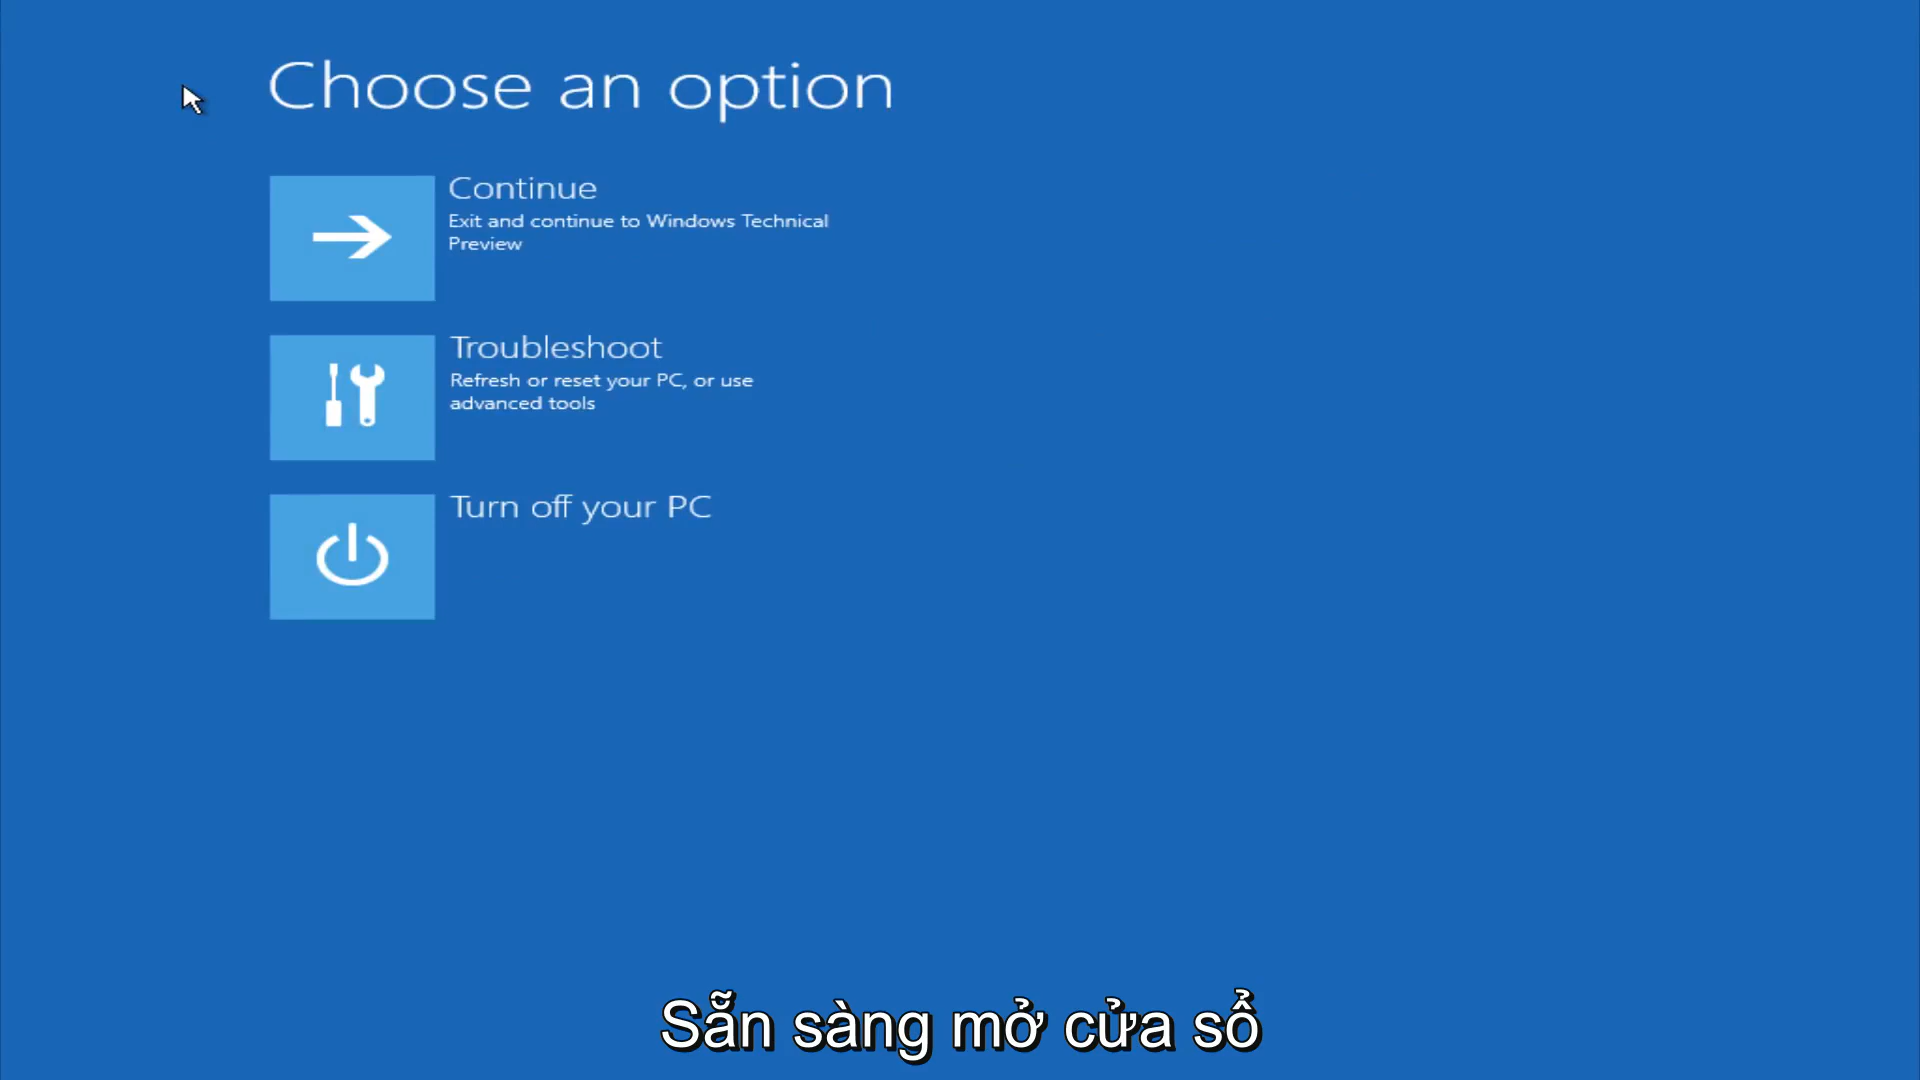 Choose an option
Continue
Exit and continue to Windows Technical
Preview
Troubleshoot
Refresh or reset your PC, or use
advanced tools
Turn off your PC
Sẵn sàng mở cửa sổ